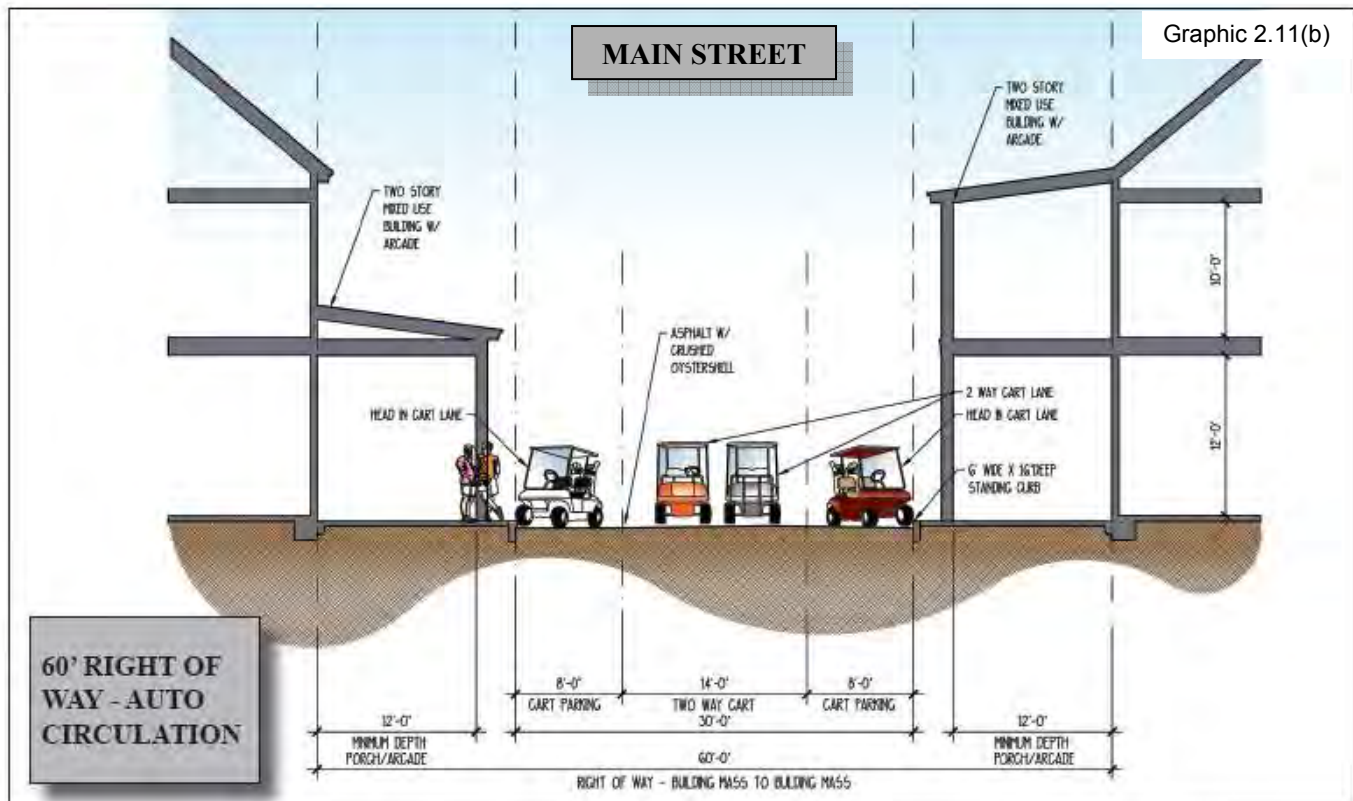 Graphic 2.11(b)
MAIN STREET
TWO STORY
MIXED USE
BUILDING W/
ARCADE
TWO STORY
MIXED USE
BUILDING W/
ARCADE
10'-0"
ASPHALT W/
CRUSHED
OYSTERSHELL
2 WAY CART LANE
HEAD IN CART LANE
HEAD IN CART LANE
12'-0"
6" WIDE X 16"DEEP
STANDING CURB
60’ RIGHT OF
WAY - AUTO
CIRCULATION
8'-0" 14'-0" 8'-0"
CART PARKING TWO WAY CART CART PARKING
12'-0" 30'-0" 12'-0"
MINIMUM DEPTH MINIMUM DEPTH
PORCH/ARCADE PORCH/ARCADE
60'-0"
RIGHT OF WAY - BUILDING MASS TO BUILDING MASS